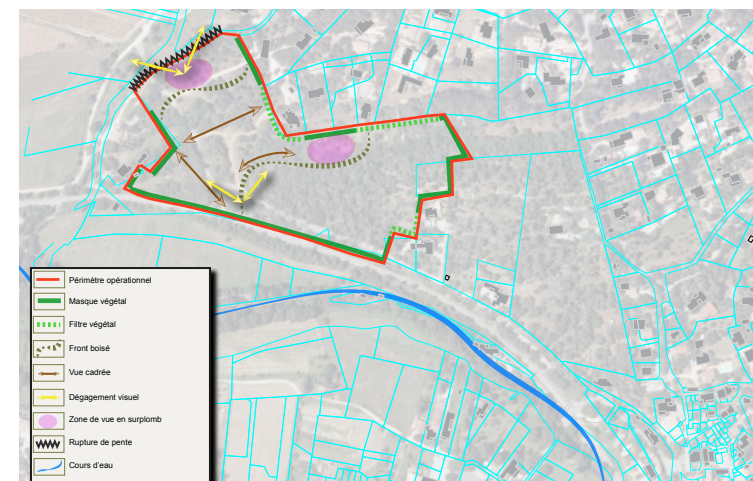 Périmètre opérationnel
Masque végétal
Filtre végétal
Front boisé
Vue cadrée
Dégagement visuel
Zone de vue en surplomb
Rupture de pente
Cours d'eau